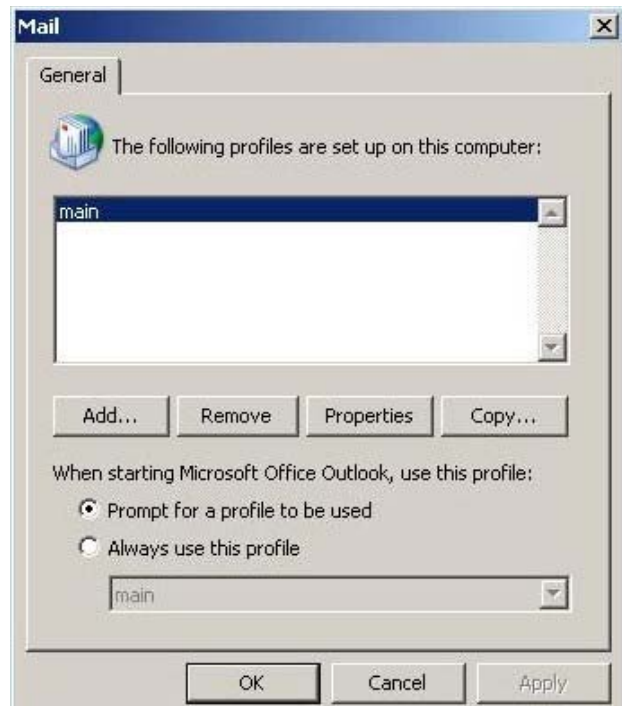 Mail
General
The following profiles are set up on this computer:
main
Add... Remove Properties Copy...
When starting Microsoft Office Outlook, use this profile:
Prompt for a profile to be used
Always use this profile
main
OK Cancel Apply